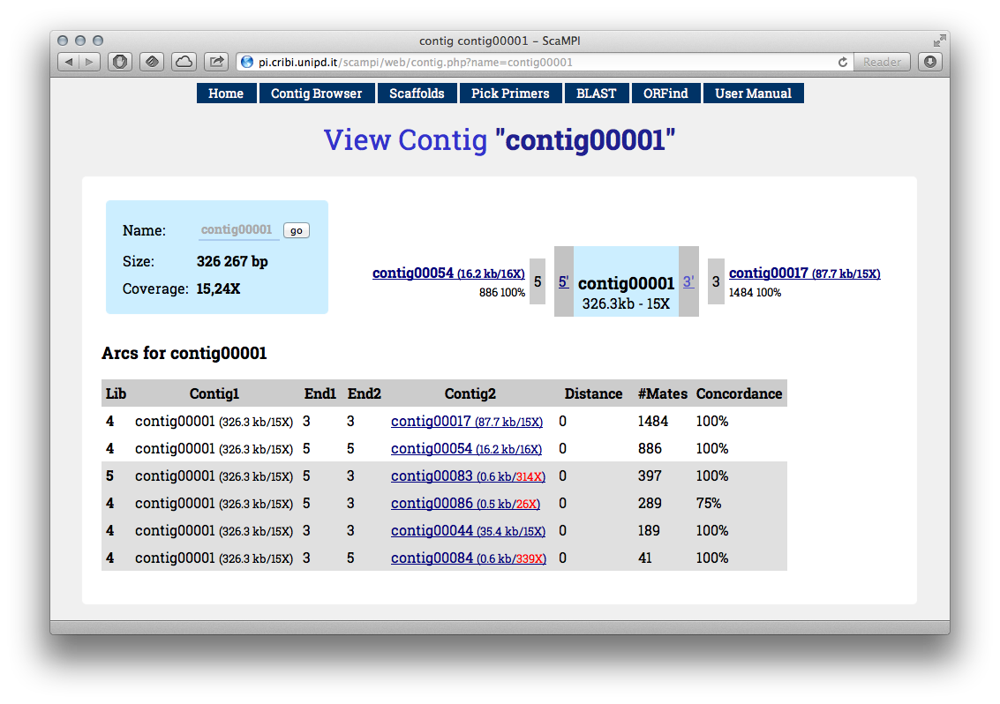 contig contig00001 – ScaMPI
pi.cribi.unipd.it/scampi/web/contig.php?name=contig00001
Reader
Home Contig Browser Scaffolds Pick Primers BLAST ORFind User Manual
View Contig "contig00001"
Name: contig00001 go
Size: 326 267 bp
Coverage: 15,24X
contig00054 (16.2 kb/16X)
886 100%
5
5'
contig00001
326.3kb - 15X
3'
3
contig00017 (87.7 kb/15X)
1484 100%
Arcs for contig00001
Lib Contig1 End1 End2 Contig2 Distance #Mates Concordance
4 contig00001 (326.3 kb/15X) 3 3 contig00017 (87.7 kb/15X) 0 1484 100%
4 contig00001 (326.3 kb/15X) 5 5 contig00054 (16.2 kb/16X) 0 886 100%
5 contig00001 (326.3 kb/15X) 5 3 contig00083 (0.6 kb/314X) 0 397 100%
4 contig00001 (326.3 kb/15X) 5 3 contig00086 (0.5 kb/26X) 0 289 75%
4 contig00001 (326.3 kb/15X) 3 3 contig00044 (35.4 kb/15X) 0 189 100%
4 contig00001 (326.3 kb/15X) 3 5 contig00084 (0.6 kb/339X) 0 41 100%